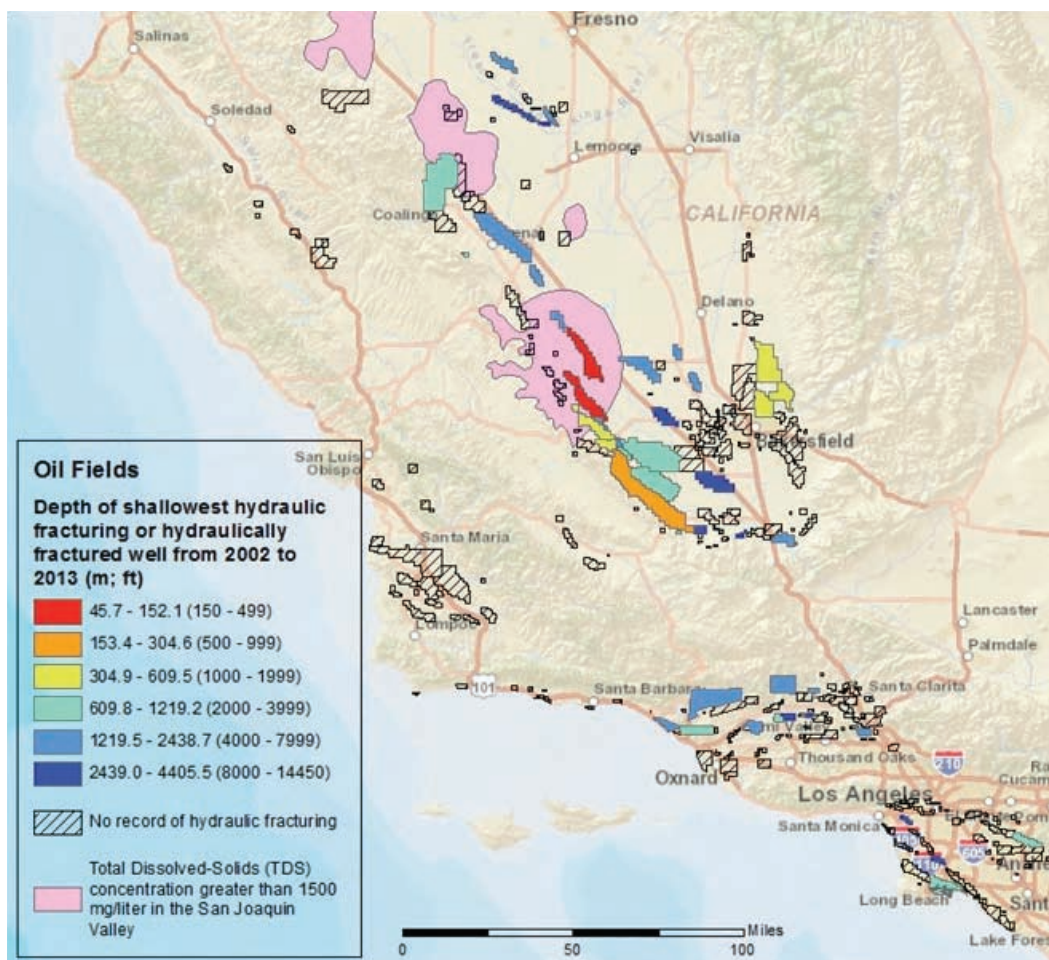 Fresno
Salinas
Soledad
Visalia
Lemoore
CALIFORNIA
Coalinga
Delano
San Luis
Obispo
Santa Maria
Lompoc
101
Santa Barbara
Santa Clarita
Lancaster
Palmdale
Thousand Oaks
Oxnard
210
Los Angeles
Santa Monica
605
110
Long Beach
Lake Fores
Oil Fields
Depth of shallowest hydraulic
fracturing or hydraulically
fractured well from 2002 to
2013 (m; ft)
45.7 - 152.1 (150 - 499)
153.4 - 304.6 (500 - 999)
304.9 - 609.5 (1000 - 1999)
609.8 - 1219.2 (2000 - 3999)
1219.5 - 2438.7 (4000 - 7999)
2439.0 - 4405.5 (8000 - 14450)
No record of hydraulic fracturing
Total Dissolved-Solids (TDS)
concentration greater than 1500
mg/liter in the San Joaquin
Valley
Miles
0 50 100